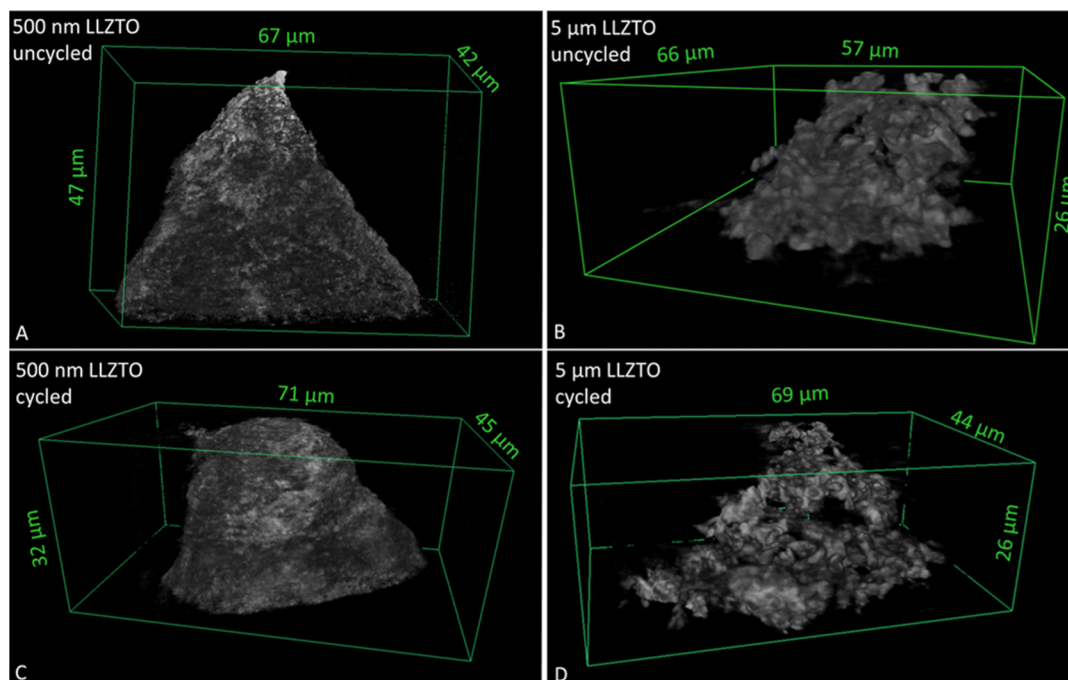 500 nm LLZTO
uncycled
67 µm
42 µm
47 µm
A
5 µm LLZTO
uncycled
66 µm
57 µm
26 µm
B
500 nm LLZTO
cycled
71 µm
45 µm
32 µm
C
5 µm LLZTO
cycled
69 µm
44 µm
26 µm
D